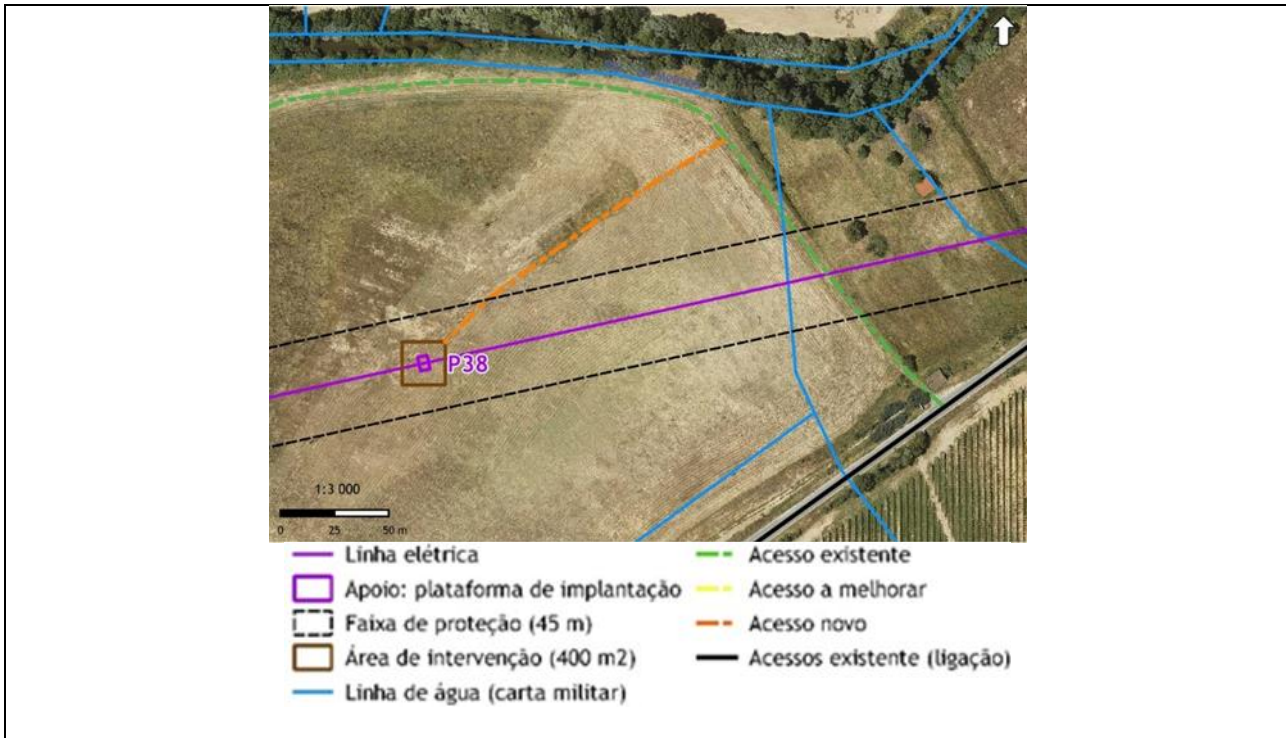 P38
1:3 000
0 25 50 m
Linha elétrica
Apoio: plataforma de implantação
Faixa de proteção (45 m)
Área de intervenção (400 m2)
Linha de água (carta militar)
Acesso existente
Acesso a melhorar
Acesso novo
Acessos existente (ligação)